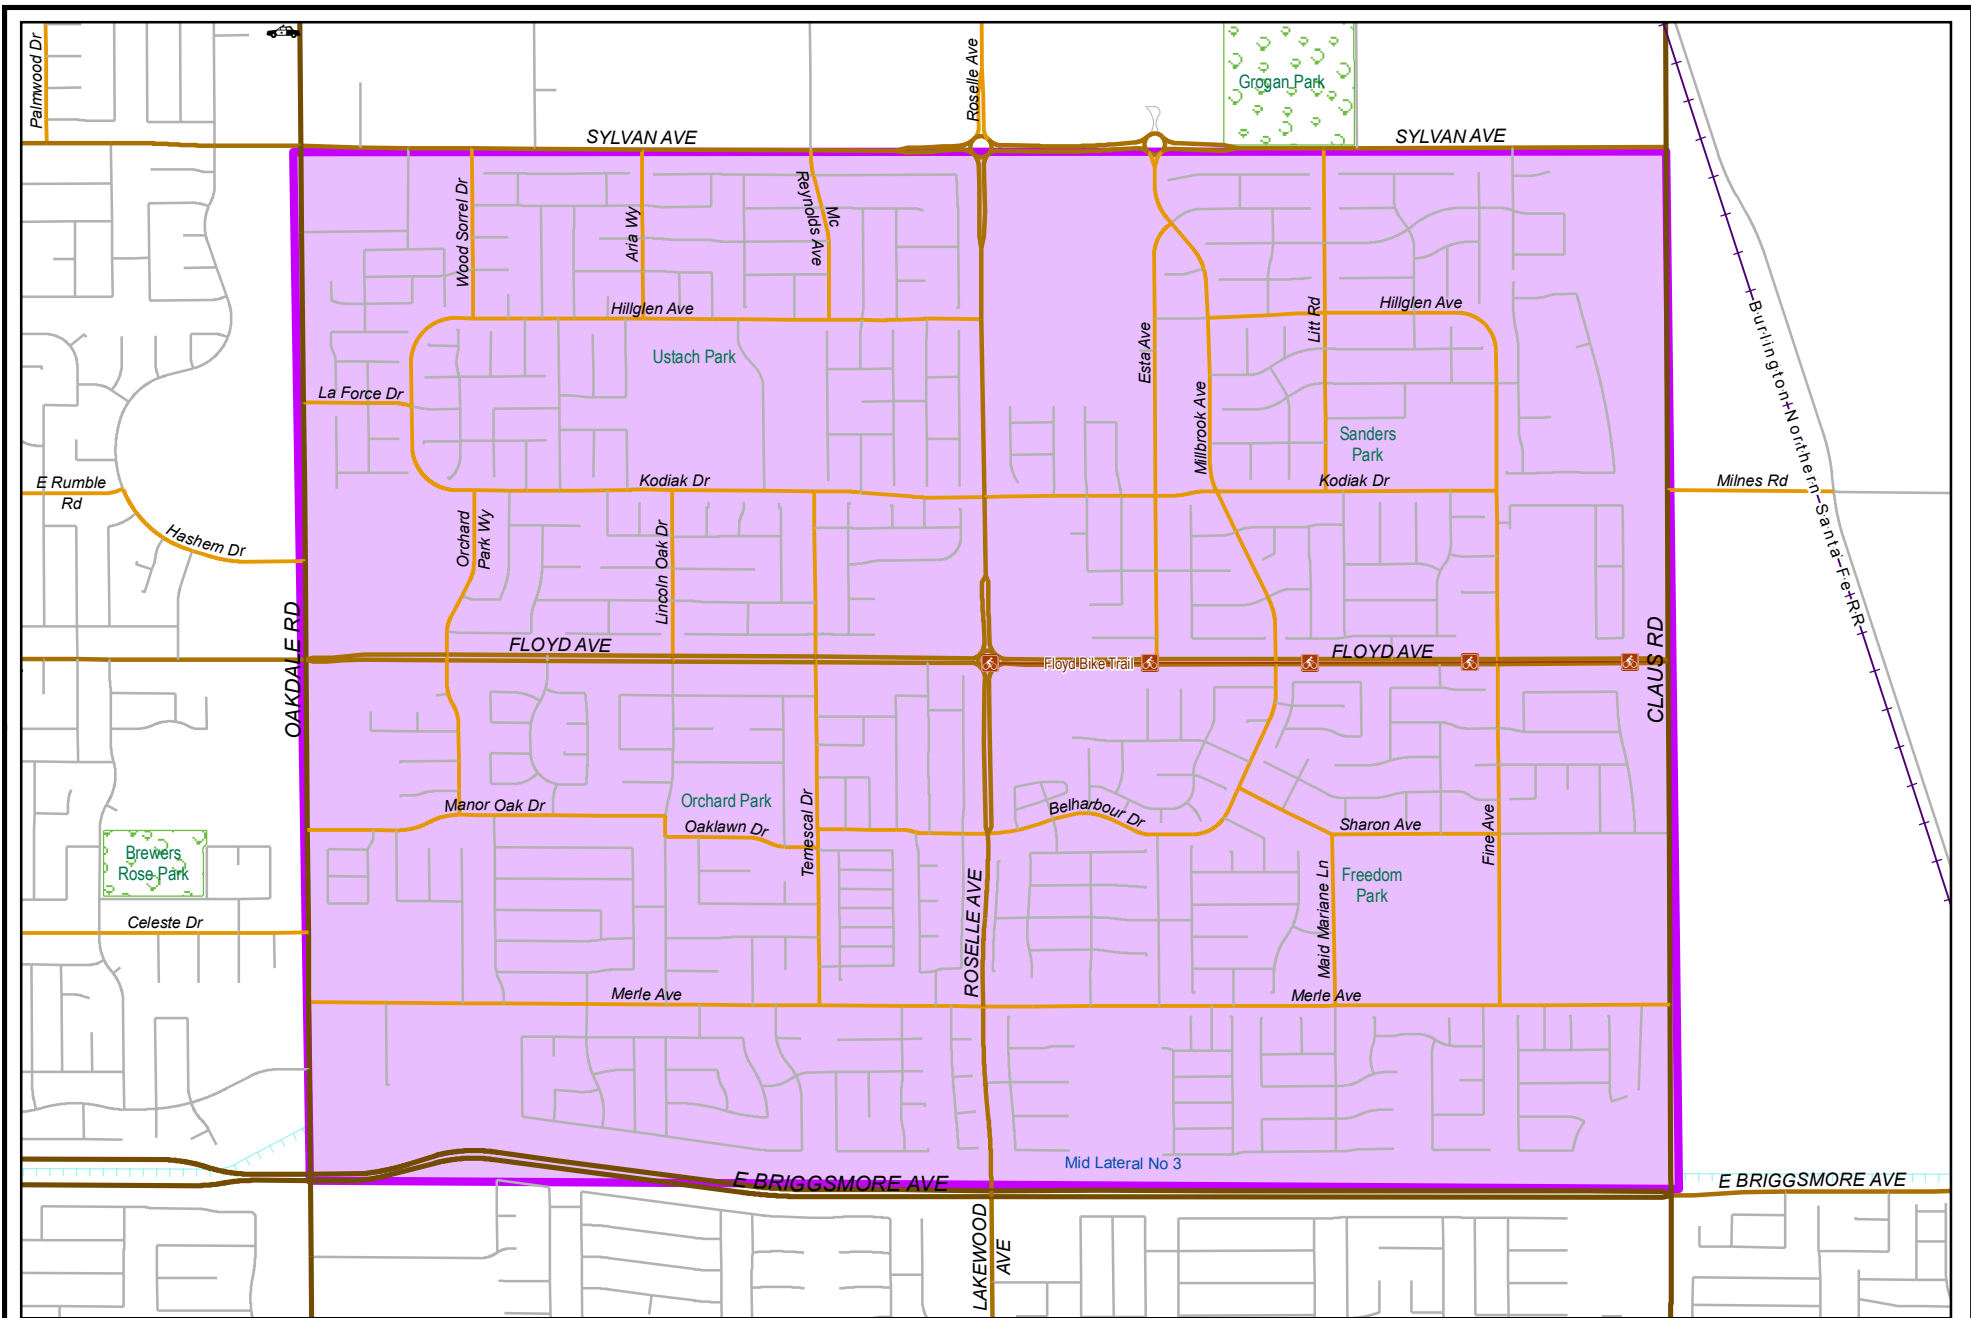 Palmwood Dr
Roselle Ave
Grogan Park
SYLVAN AVE
SYLVAN AVE
Wood Sorrel Dr
Aria Wy
Mc
Reynolds Ave
Hillglen Ave
Litt Rd
Hillglen Ave
Burlington Northern Santa Fe RR
Ustach Park
Esta Ave
Millbrook Ave
La Force Dr
Sanders
Park
E Rumble
Rd
Kodiak Dr
Kodiak Dr
Milnes Rd
Hashem Dr
Orchard
Park Wy
Lincoln Oak Dr
OAKDALE RD
FLOYD AVE
Floyd Bike Trail
FLOYD AVE
CLAUS RD
Manor Oak Dr
Orchard Park
Oaklawn Dr
Temescal Dr
Belharbour Dr
Sharon Ave
Fine Ave
Brewers
Rose Park
Freedom
Park
Maid Mariane Ln
Celeste Dr
ROSELLE AVE
Merle Ave
Merle Ave
Mid Lateral No 3
E BRIGGSMORE AVE
E BRIGGSMORE AVE
LAKEWOOD
AVE